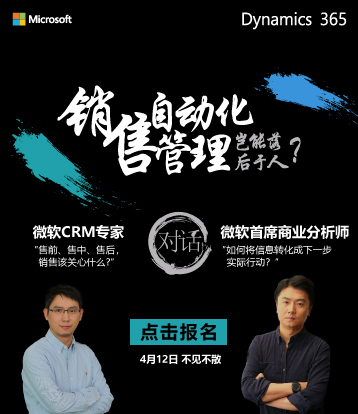 Microsoft
Dynamics 365
销售自动化
管理岂能落
后于人?
微软CRM专家
对话
微软首席商业分析师
“售前、售中、售后，
销售该关心什么?”
“如何将信息转化成下一步
实际行动？“
点击报名
4月12日 不见不散